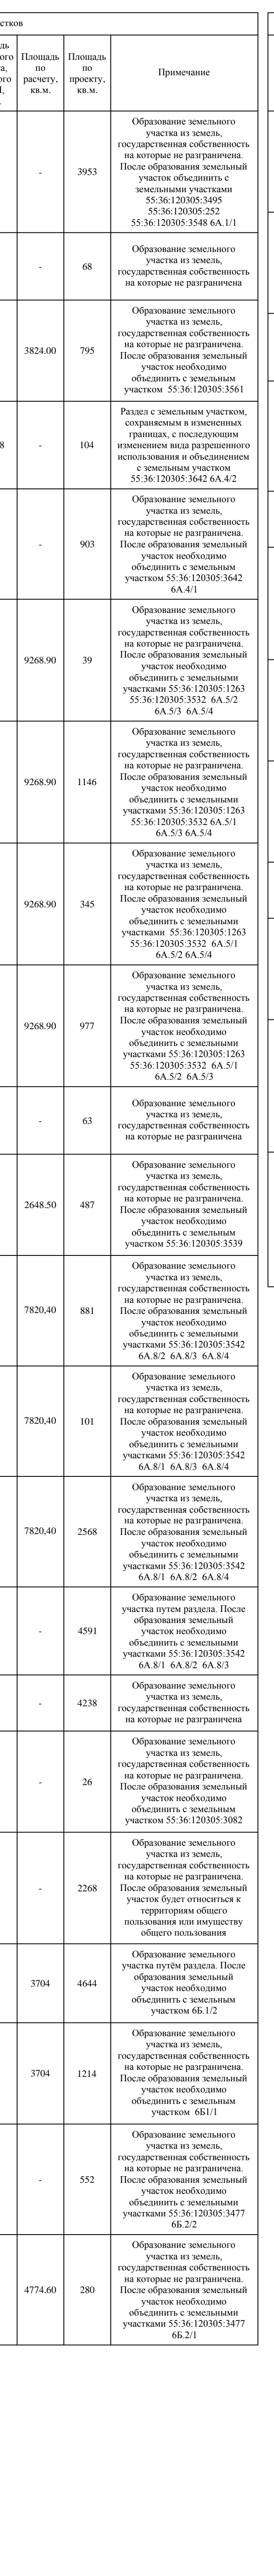 стков
дь
ого
а,
ого
И,
.
Площадь
по
расчету,
кв.м.
Площадь
по
проекту,
кв.м.
Примечание
-
3953
Образование земельного
участка из земель,
государственная собственность
на которые не разграничена.
После образования земельный
участок объединить с
земельными участками
55:36:120305:3495
55:36:120305:252
55:36:120305:3548 6А.1/1
-
68
Образование земельного
участка из земель,
государственная собственность
на которые не разграничена
3824.00
795
Образование земельного
участка из земель,
государственная собственность
на которые не разграничена.
После образования земельный
участок необходимо
объединить с земельным
участком 55:36:120305:3561
8
-
104
Раздел с земельным участком,
сохраняемым в измененных
границах, с последующим
изменением вида разрешенного
использования и объединением
с земельным участком
55:36:120305:3642 6А.4/2
-
903
Образование земельного
участка из земель,
государственная собственность
на которые не разграничена.
После образования земельный
участок необходимо
объединить с земельным
участком 55:36:120305:3642
6А.4/1
9268.90
39
Образование земельного
участка из земель,
государственная собственность
на которые не разграничена.
После образования земельный
участок необходимо
объединить с земельными
участками 55:36:120305:1263
55:36:120305:3532 6А.5/2
6А.5/3 6А.5/4
9268.90
1146
Образование земельного
участка из земель,
государственная собственность
на которые не разграничена.
После образования земельный
участок необходимо
объединить с земельными
участками 55:36:120305:1263
55:36:120305:3532 6А.5/1
6А.5/3 6А.5/4
9268.90
345
Образование земельного
участка из земель,
государственная собственность
на которые не разграничена.
После образования земельный
участок необходимо
объединить с земельными
участками 55:36:120305:1263
55:36:120305:3532 6А.5/1
6А.5/2 6А.5/4
9268.90
977
Образование земельного
участка из земель,
государственная собственность
на которые не разграничена.
После образования земельный
участок необходимо
объединить с земельными
участками 55:36:120305:1263
55:36:120305:3532 6А.5/1
6А.5/2 6А.5/3
-
63
Образование земельного
участка из земель,
государственная собственность
на которые не разграничена
2648.50
487
Образование земельного
участка из земель,
государственная собственность
на которые не разграничена.
После образования земельный
участок необходимо
объединить с земельным
участком 55:36:120305:3539
7820,40
881
Образование земельного
участка из земель,
государственная собственность
на которые не разграничена.
После образования земельный
участок необходимо
объединить с земельными
участками 55:36:120305:3542
6А.8/2 6А.8/3 6А.8/4
7820,40
101
Образование земельного
участка из земель,
государственная собственность
на которые не разграничена.
После образования земельный
участок необходимо
объединить с земельными
участками 55:36:120305:3542
6А.8/1 6А.8/3 6А.8/4
7820,40
2568
Образование земельного
участка из земель,
государственная собственность
на которые не разграничена.
После образования земельный
участок необходимо
объединить с земельными
участками 55:36:120305:3542
6А.8/1 6А.8/2 6А.8/4
-
4591
Образование земельного
участка путем раздела. После
образования земельный
участок необходимо
объединить с земельными
участками 55:36:120305:3542
6А.8/1 6А.8/2 6А.8/3
-
4238
Образование земельного
участка из земель,
государственная собственность
на которые не разграничена
-
26
Образование земельного
участка из земель,
государственная собственность
на которые не разграничена.
После образования земельный
участок необходимо
объединить с земельным
участком 55:36:120305:3082
-
2268
Образование земельного
участка из земель,
государственная собственность
на которые не разграничена.
После образования земельный
участок будет относиться к
территориям общего
пользования или имуществу
общего пользования
3704
4644
Образование земельного
участка путём раздела. После
образования земельный
участок необходимо
объединить с земельным
участком 6Б.1/2
3704
1214
Образование земельного
участка из земель,
государственная собственность
на которые не разграничена.
После образования земельный
участок необходимо
объединить с земельным
участком 6Б1/1
-
552
Образование земельного
участка из земель,
государственная собственность
на которые не разграничена.
После образования земельный
участок необходимо
объединить с земельными
участками 55:36:120305:3477
6Б.2/2
4774.60
280
Образование земельного
участка из земель,
государственная собственность
на которые не разграничена.
После образования земельный
участок необходимо
объединить с земельными
участками 55:36:120305:3477
6Б.2/1